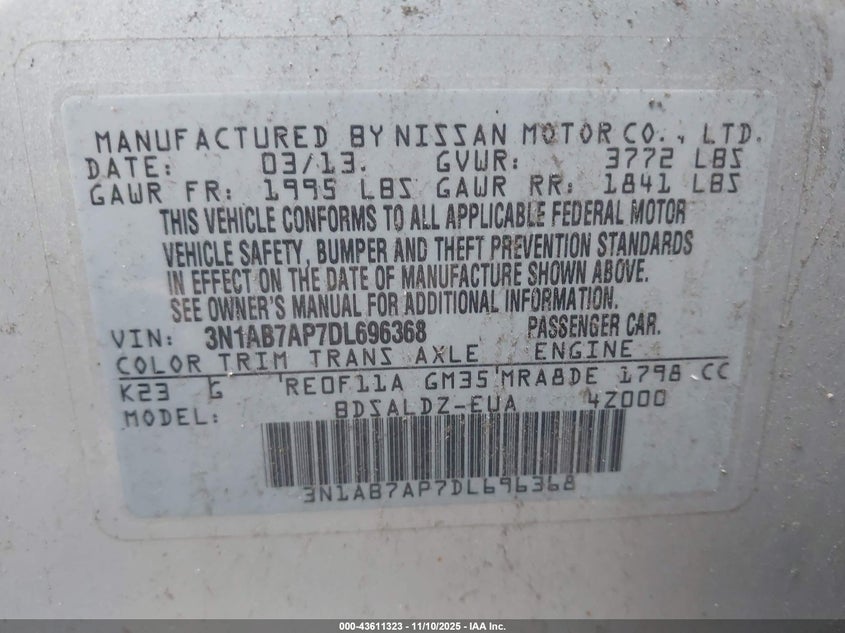 MANUFACTURED BY NISSAN MOTOR CO., LTD.
DATE: 03/13. GVWR: 3772 LBS
GAWR FR: 1995 LBS GAWR RR: 1841 LBS
THIS VEHICLE CONFORMS TO ALL APPLICABLE FEDERAL MOTOR
VEHICLE SAFETY, BUMPER AND THEFT PREVENTION STANDARDS
IN EFFECT ON THE DATE OF MANUFACTURE SHOWN ABOVE.
SEE OWNER'S MANUAL FOR ADDITIONAL INFORMATION.
VIN: 3N1AB7AP7DL696368 PASSENGER CAR.
COLOR TRIM TRANS AXLE ENGINE
K23 G RE0F11A GM35 MRA8DE 1798 CC
MODEL: BDSALDZ-EUA 4Z000
3N1AB7AP7DL696368
000-43611323 - 11/10/2025 - IAA Inc.